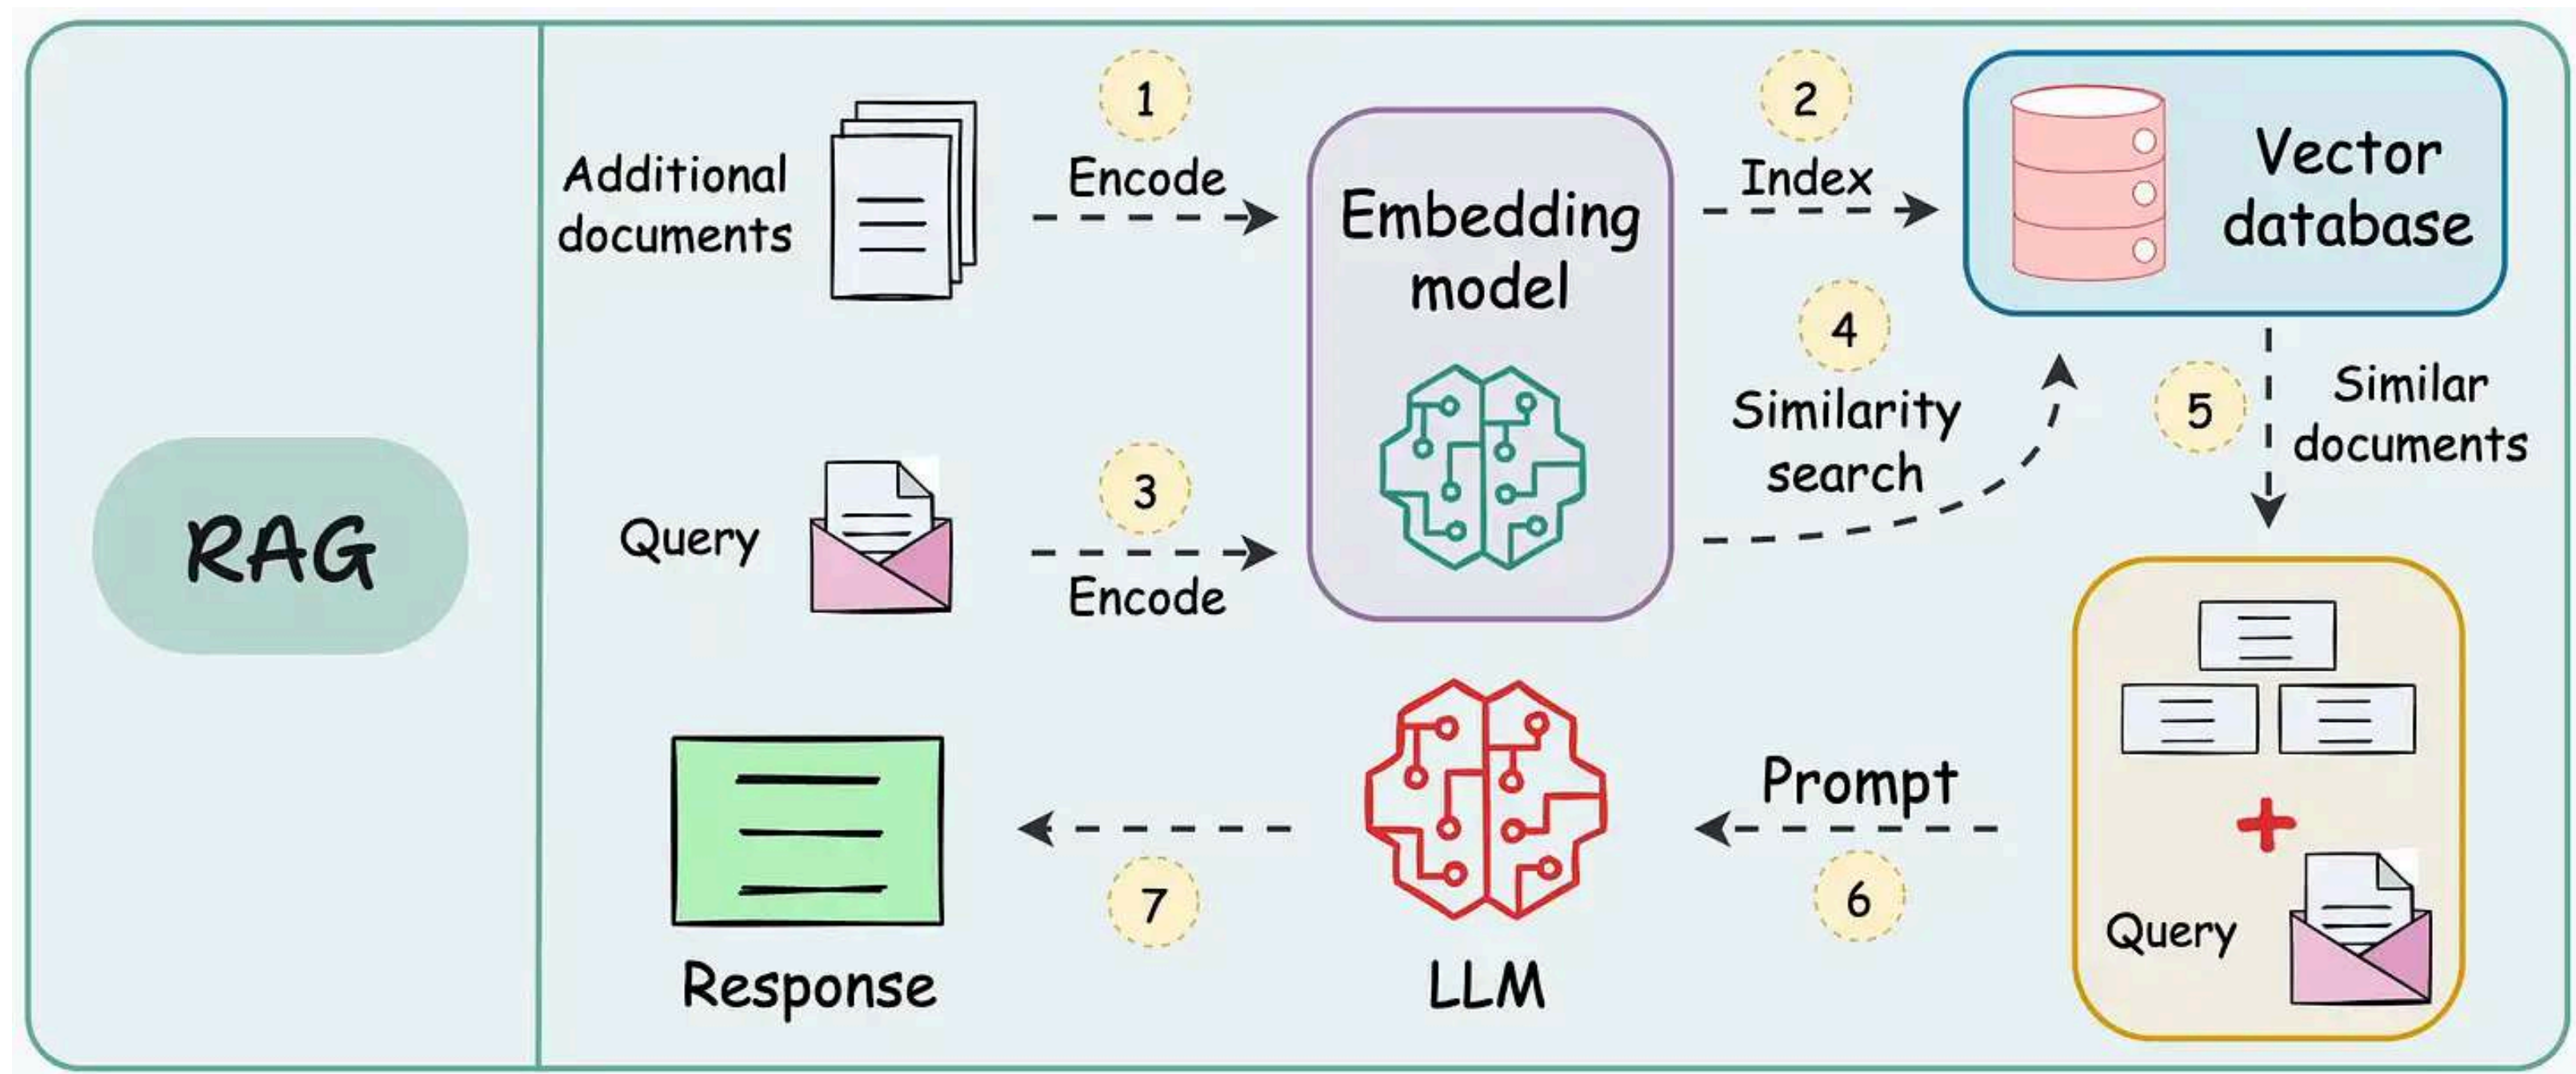 RAG
Additional
documents
1
Encode
Embedding
model
2
Index
Vector
database
Query
3
Encode
4
Similarity
search
5
Similar
documents
Query
Prompt
6
LLM
7
Response